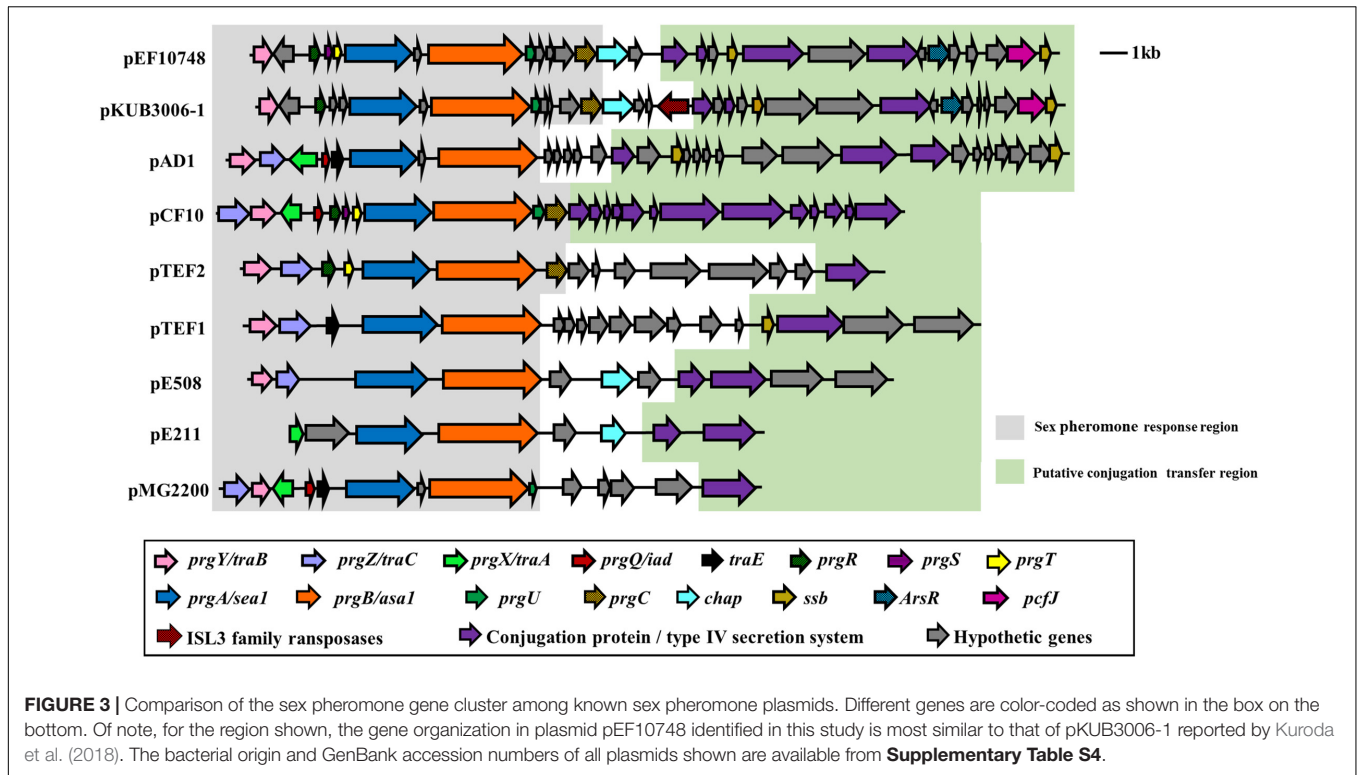 pEF10748
1kb
pKUB3006-1
pAD1
pCF10
pTEF2
pTEF1
pE508
pE211
pMG2200
Sex pheromone response region
Putative conjugation transfer region
prgY/traB prgZ/traC prgX/traA prgQ/iad traE prgR prgS prgT
prgA/sea1 prgB/asa1 prgU prgC chap ssb ArsR pcfJ
ISL3 family ransposases Conjugation protein / type IV secretion system Hypothetic genes
FIGURE 3 | Comparison of the sex pheromone gene cluster among known sex pheromone plasmids. Different genes are color-coded as shown in the box on the
bottom. Of note, for the region shown, the gene organization in plasmid pEF10748 identified in this study is most similar to that of pKUB3006-1 reported by Kuroda
et al. (2018). The bacterial origin and GenBank accession numbers of all plasmids shown are available from Supplementary Table S4.